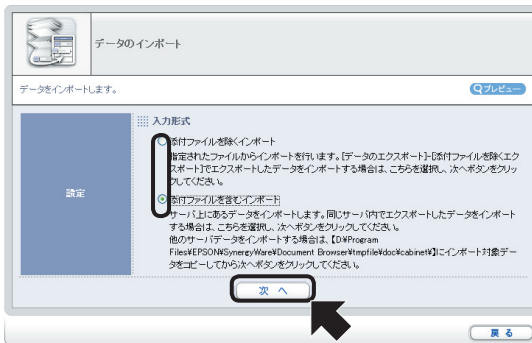 データのインポート
データをインポートします。
プレビュー
入力形式
添付ファイルを除くインポート
指定されたファイルからインポートを行います。[データのエクスポート]-[添付ファイルを除くエク
スポート]でエクスポートしたデータをインポートする場合は、こちらを選択し、次へボタンをクリッ
クしてください。
設定
添付ファイルを含むインポート
サーバ上にあるデータをインポートします。同じサーバ内でエクスポートしたデータをインポート
する場合は、こちらを選択し、次へボタンをクリックしてください。
他のサーバデータをインポートする場合は、【D:¥Program
Files¥EPSON¥SynergyWare¥Document Browser¥tmpfile¥doc¥cabinet¥】にインポート対象デー
タをコピーしてから次へボタンをクリックしてください。
次 へ
戻 る